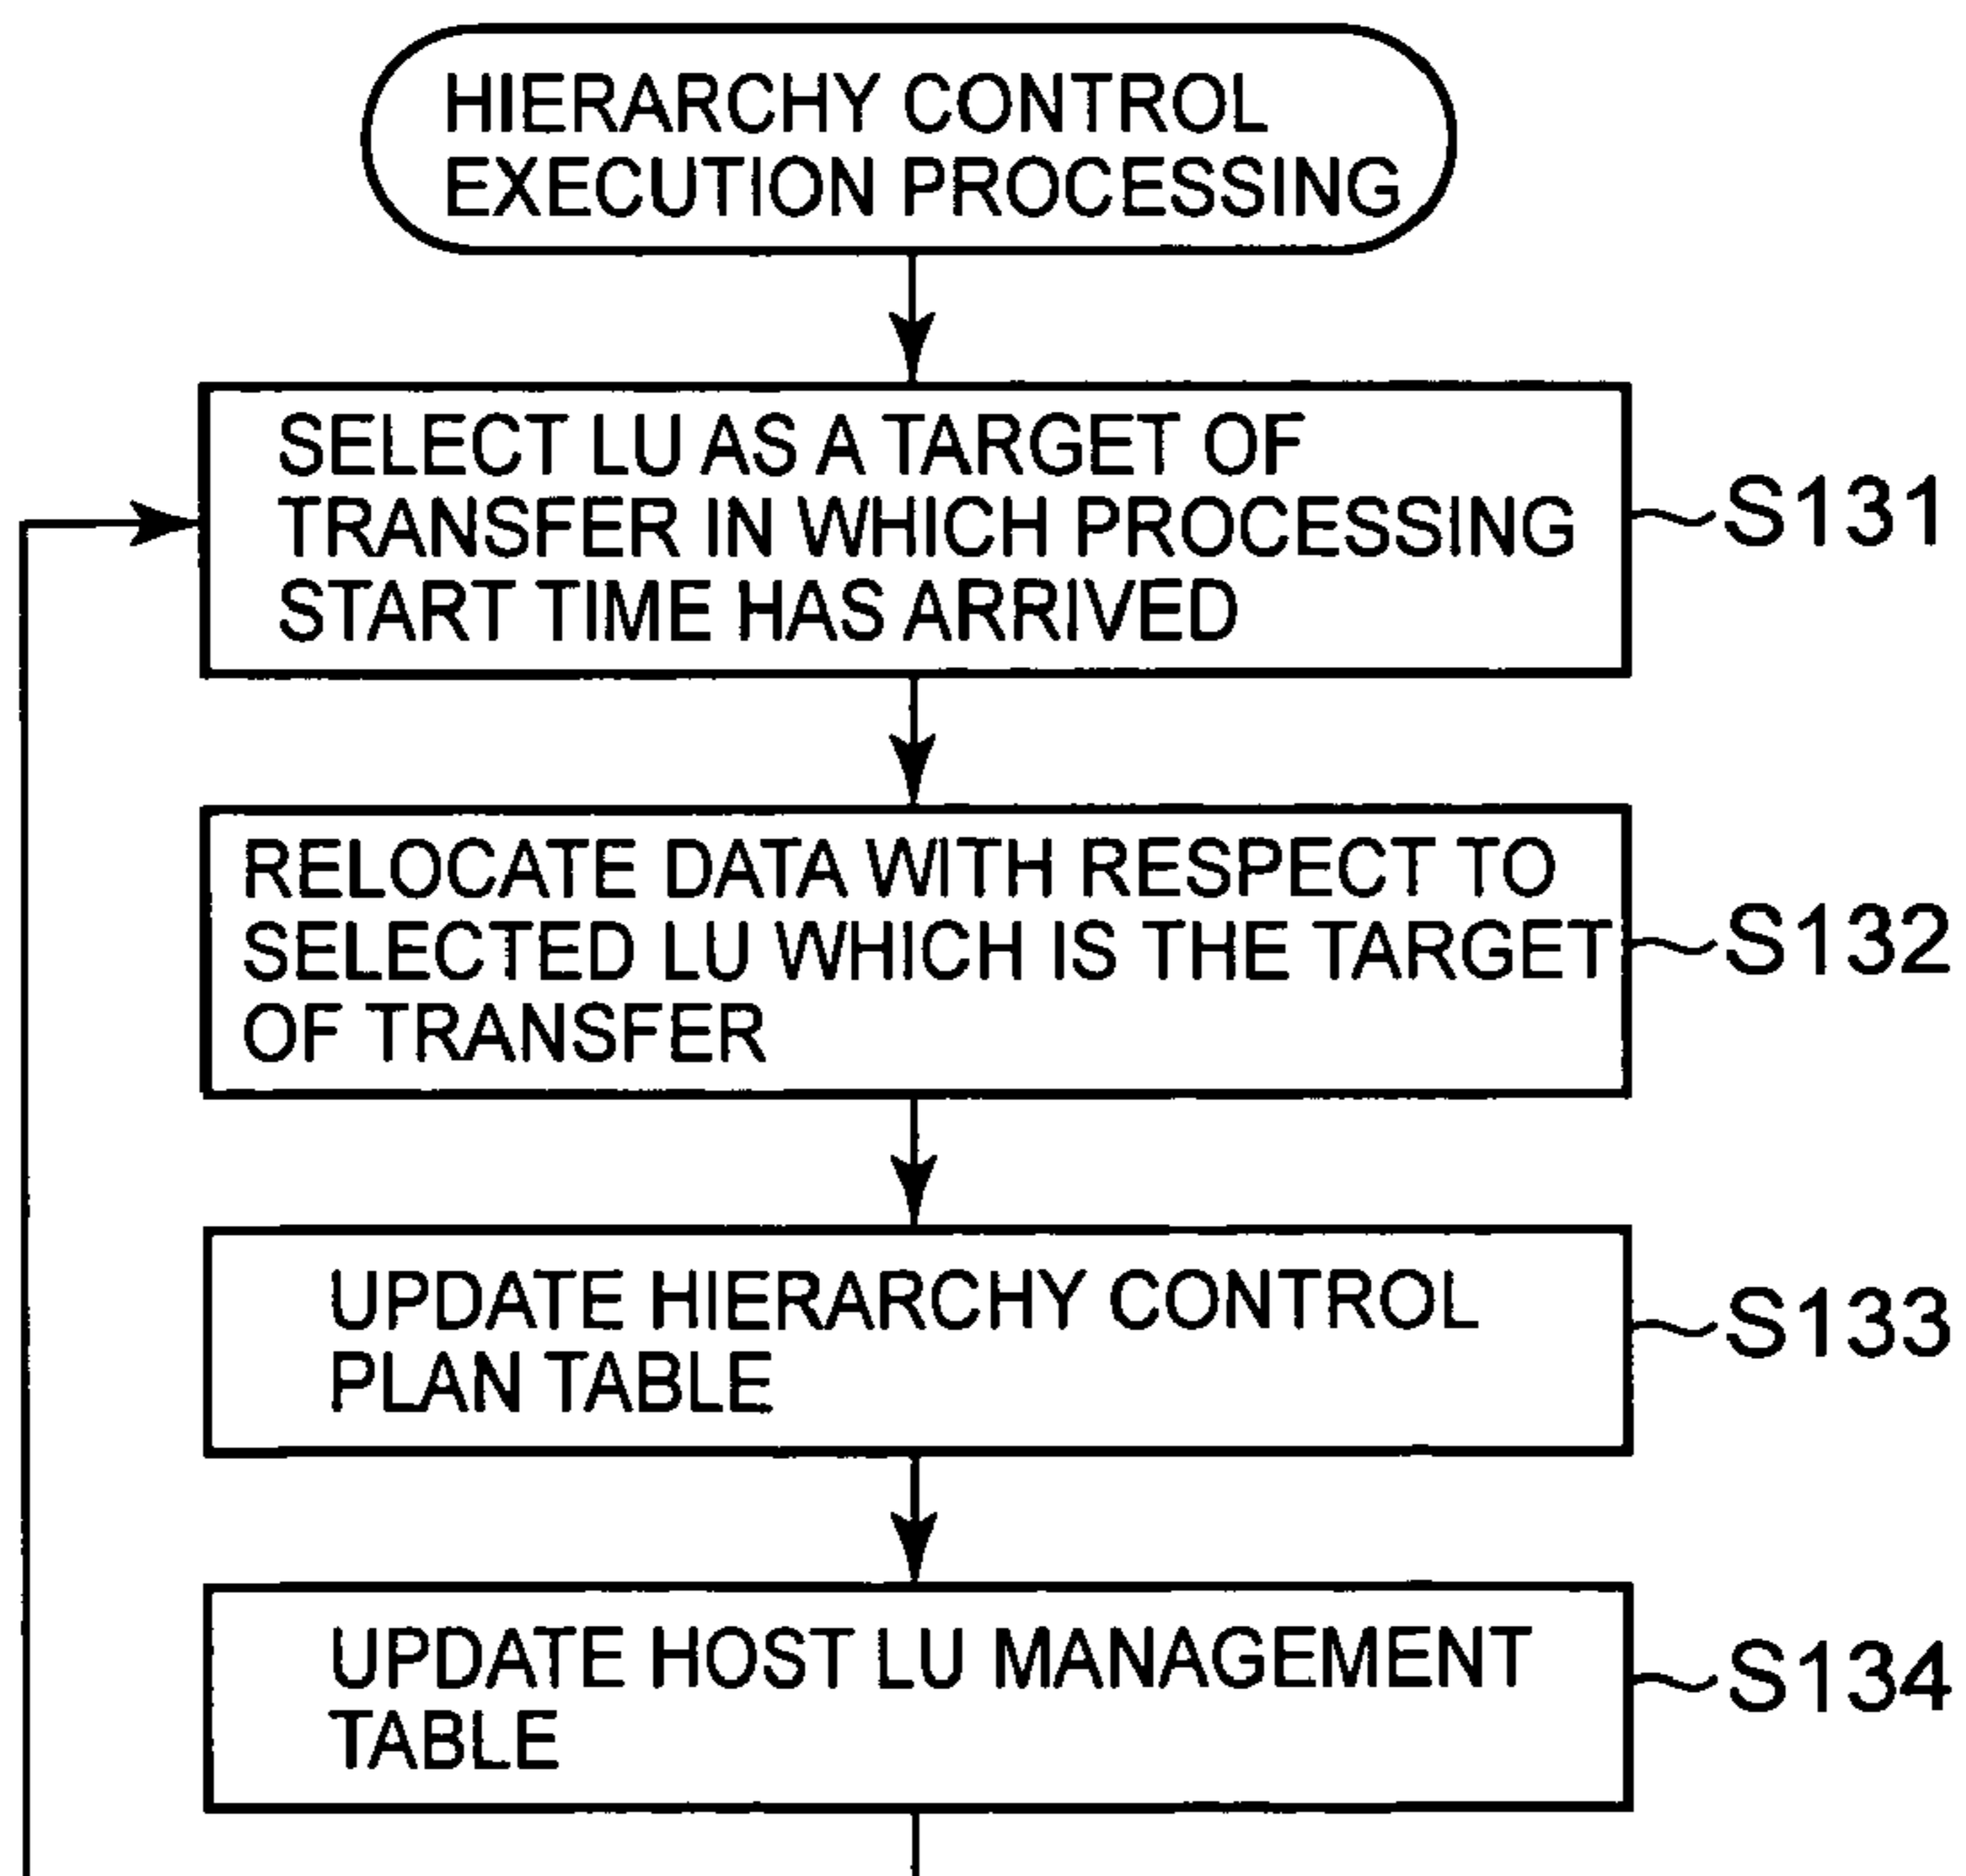 HIERARCHY CONTROL
EXECUTION PROCESSING
SELECT LU AS A TARGET OF
TRANSFER IN WHICH PROCESSING
START TIME HAS ARRIVED
S131
RELOCATE DATA WITH RESPECT TO
SELECTED LU WHICH IS THE TARGET
OF TRANSFER
S132
UPDATE HIERARCHY CONTROL
PLAN TABLE
S133
UPDATE HOST LU MANAGEMENT
TABLE
S134